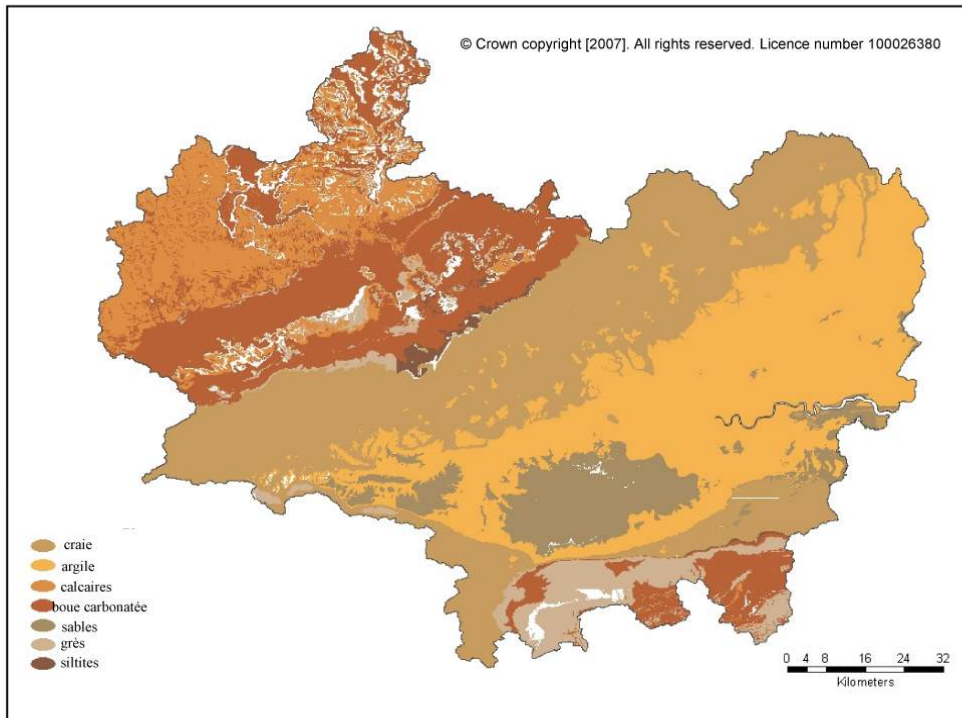 © Crown copyright [2007]. All rights reserved. Licence number 100026380
craie
argile
calcaires
boue carbonatée
sables
grès
siltites
0 4 8 16 24 32
Kilometers